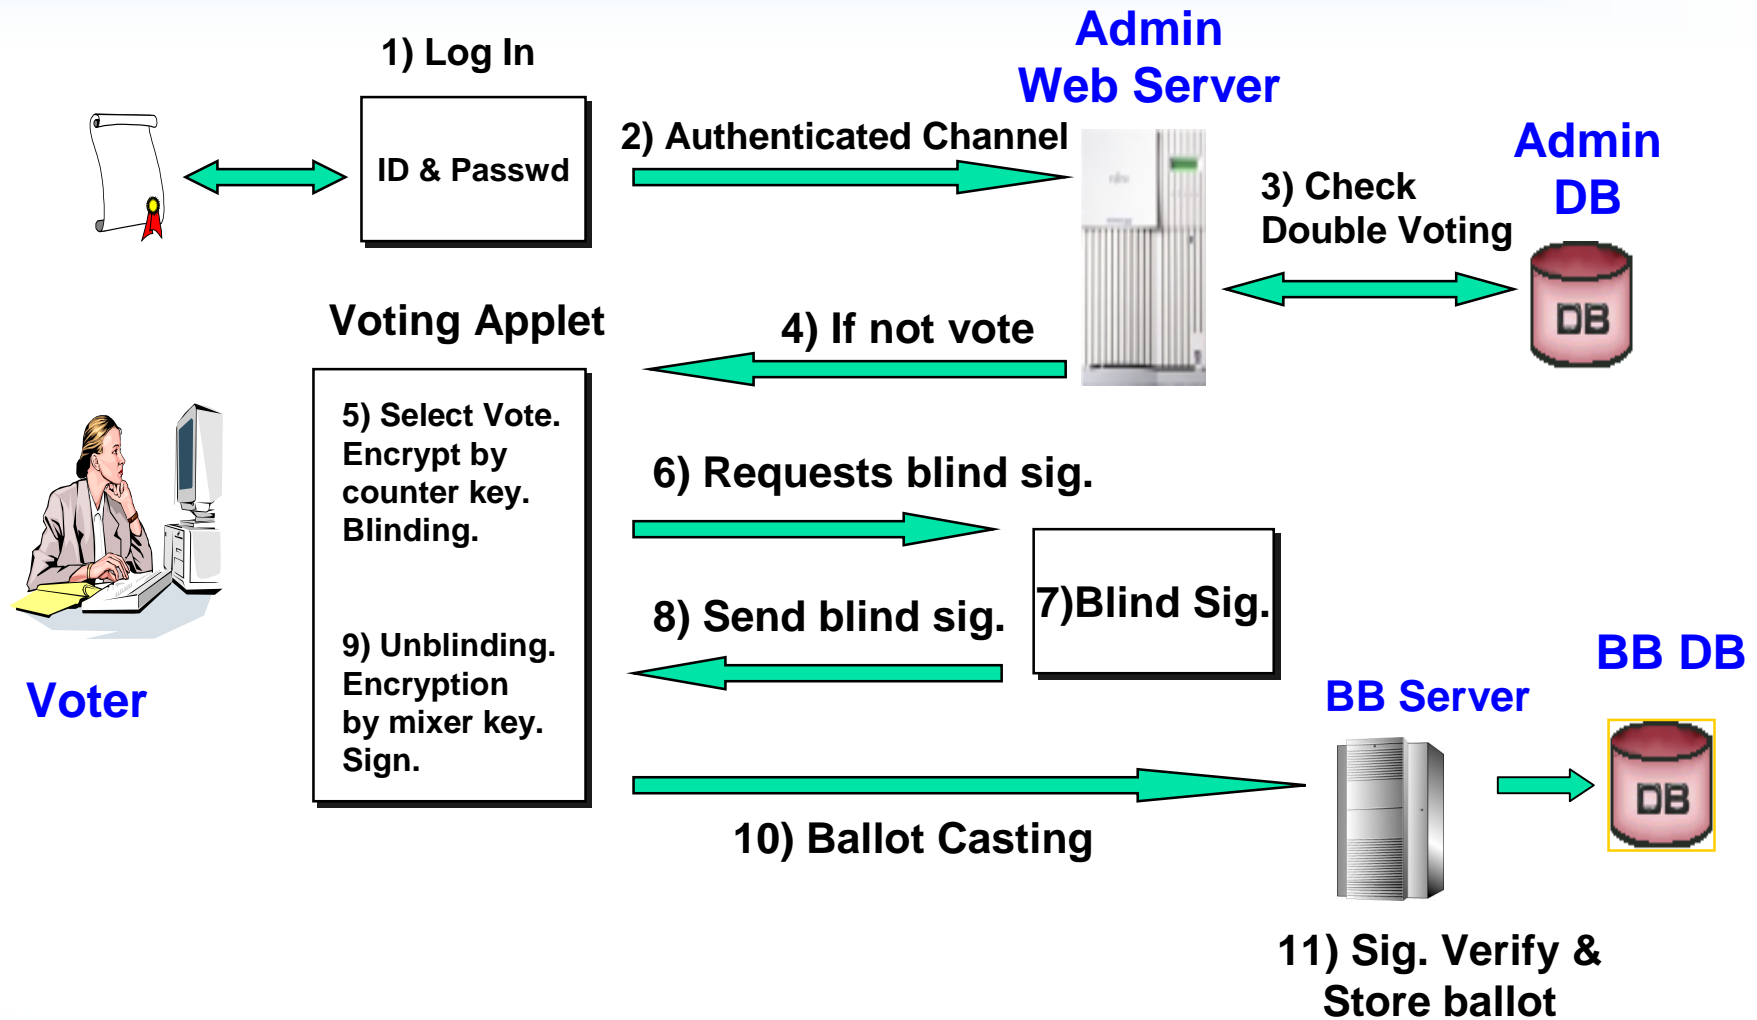 1) Log In
ID & Passwd
2) Authenticated Channel
Admin
Web Server
3) Check
Double Voting
Admin
DB
DB
4) If not vote
Voting Applet
5) Select Vote.
Encrypt by
counter key.
Blinding.
6) Requests blind sig.
7)Blind Sig.
8) Send blind sig.
9) Unblinding.
Encryption
by mixer key.
Sign.
Voter
10) Ballot Casting
BB Server
BB DB
DB
11) Sig. Verify &
Store ballot